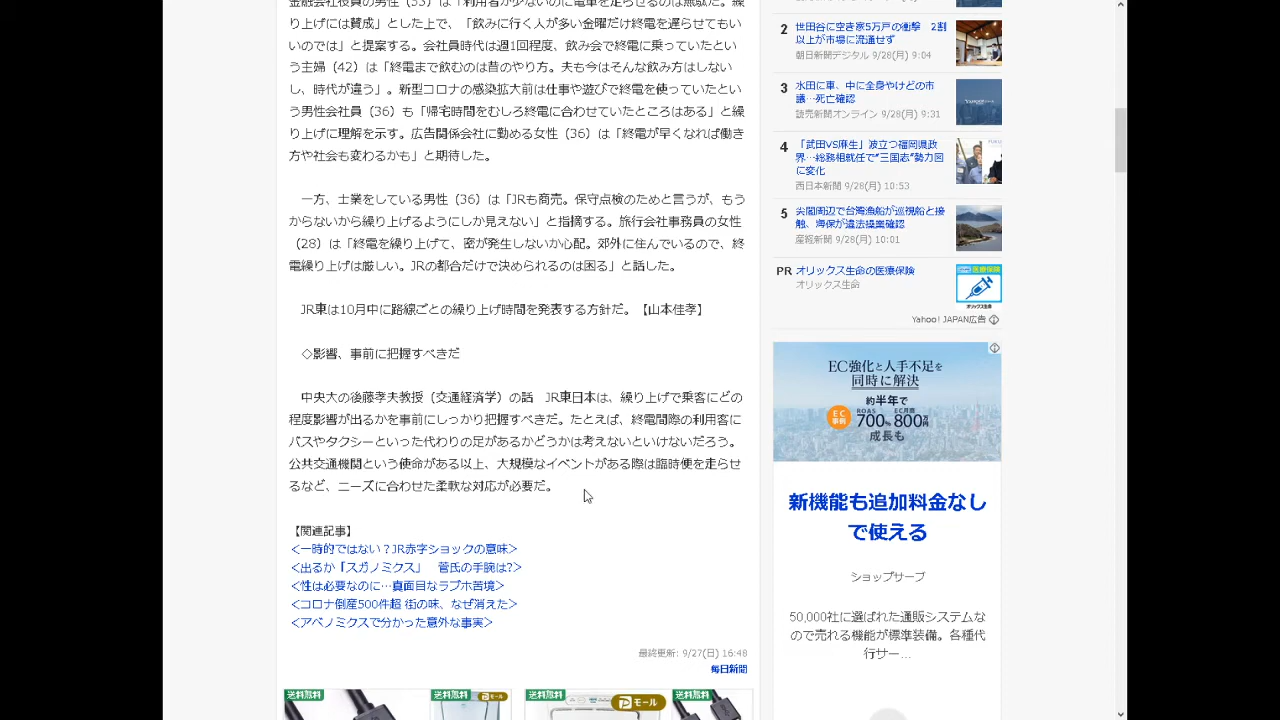 金融会社役員の男性（53）は「利用者が少ないのに電車を走らせるのは無駄だ。繰
上げには賛成」としたことで「飲みに行く人が多い金曜だけ終電を遅らせてもい
のでは」と提案する。会社員時代は週1回程度、飲み会で終電に乗っていたとい
主婦（42）は「終電まで飲むのは昔のやり方。夫も今はそんな飲み方はしない
時代が違う」。新型コロナの感染拡大前は仕事や遊びで終電を使っていたとい
男性会社員（36）も「現実は人間がむしろ終電に合わせていたところはある」と繰
上げに理解を示す。広告関係会社に勤める女性（36）は「終電が早くなれば働き
や社会も変わるかも」と期待した。
一方、士業をしている男性（36）は「JRも商売。保守点検のためと言うが、もう
らないから繰り上げるようにしか見えない」と指摘する。旅行会社事務員の女性
（28）は「終電を繰り上げて、密が発生しないか心配。郊外に住んでいるので、終
電繰り上げは厳しい。JRの都合だけで決められるのは困る」と話した。
JR東は10月中に路線ごとの繰り上げ時間を発表する方針だ。【山本佳孝】
◇影響、事前に把握すべきだ
中央大の後藤孝夫教授（交通経済学）の話　JR東日本は、繰り上げで乗客にどの
程度影響が出るかを事前にしっかり把握すべきだ。たとえば、終電間際の利用客に
バスやタクシーといった代わりの足があるかどうかは考えないといけないだろう。
公共交通機関という使命がある以上、大規模なイベントがある際は臨時便を走らせ
るなど、ニーズに合わせた柔軟な対応が必要だ。
【関連記事】
<一時的ではない？JR赤字ショックの意味>
<出るか「スガノミクス」　菅氏の手腕は?>
<性は必要なのに…真面目なラブホ苦境>
<コロナ倒産500件超 街の味、なぜ消えた>
<アベノミクスで分かった意外な事実>
最終更新: 9/27(日) 16:48
毎日新聞
送料無料
送料無料
モール
送料無料
モール
送料無料
2 世田谷に空き家5万戸の衝撃　2割
以上が市場に流通せず
朝日新聞デジタル 9/28(月) 9:04
3 水田に車、中に全身やけどの市
議…死亡確認
読売新聞オンライン 9/28(月) 9:31
4 「武田VS麻生」波立つ福岡県政
界…総務相就任で“三国志”勢力図
に変化
西日本新聞 9/28(月) 10:53
5 尖閣周辺で台湾漁船が巡視船と接
触、海保が違法操業確認
産経新聞 9/28(月) 10:01
PR オリックス生命の医療保険
オリックス生命
医療保険
オリックス生命
Yahoo! JAPAN広告
EC強化と人手不足を
同時に解決
EC
事例
約半年で
ROAS
700%
EC月商
800万円
成長も
新機能も追加料金なし
で使える
ショップサーブ
50,000社に選ばれた通販システムな
ので売れる機能が標準装備。各種代
行サー…